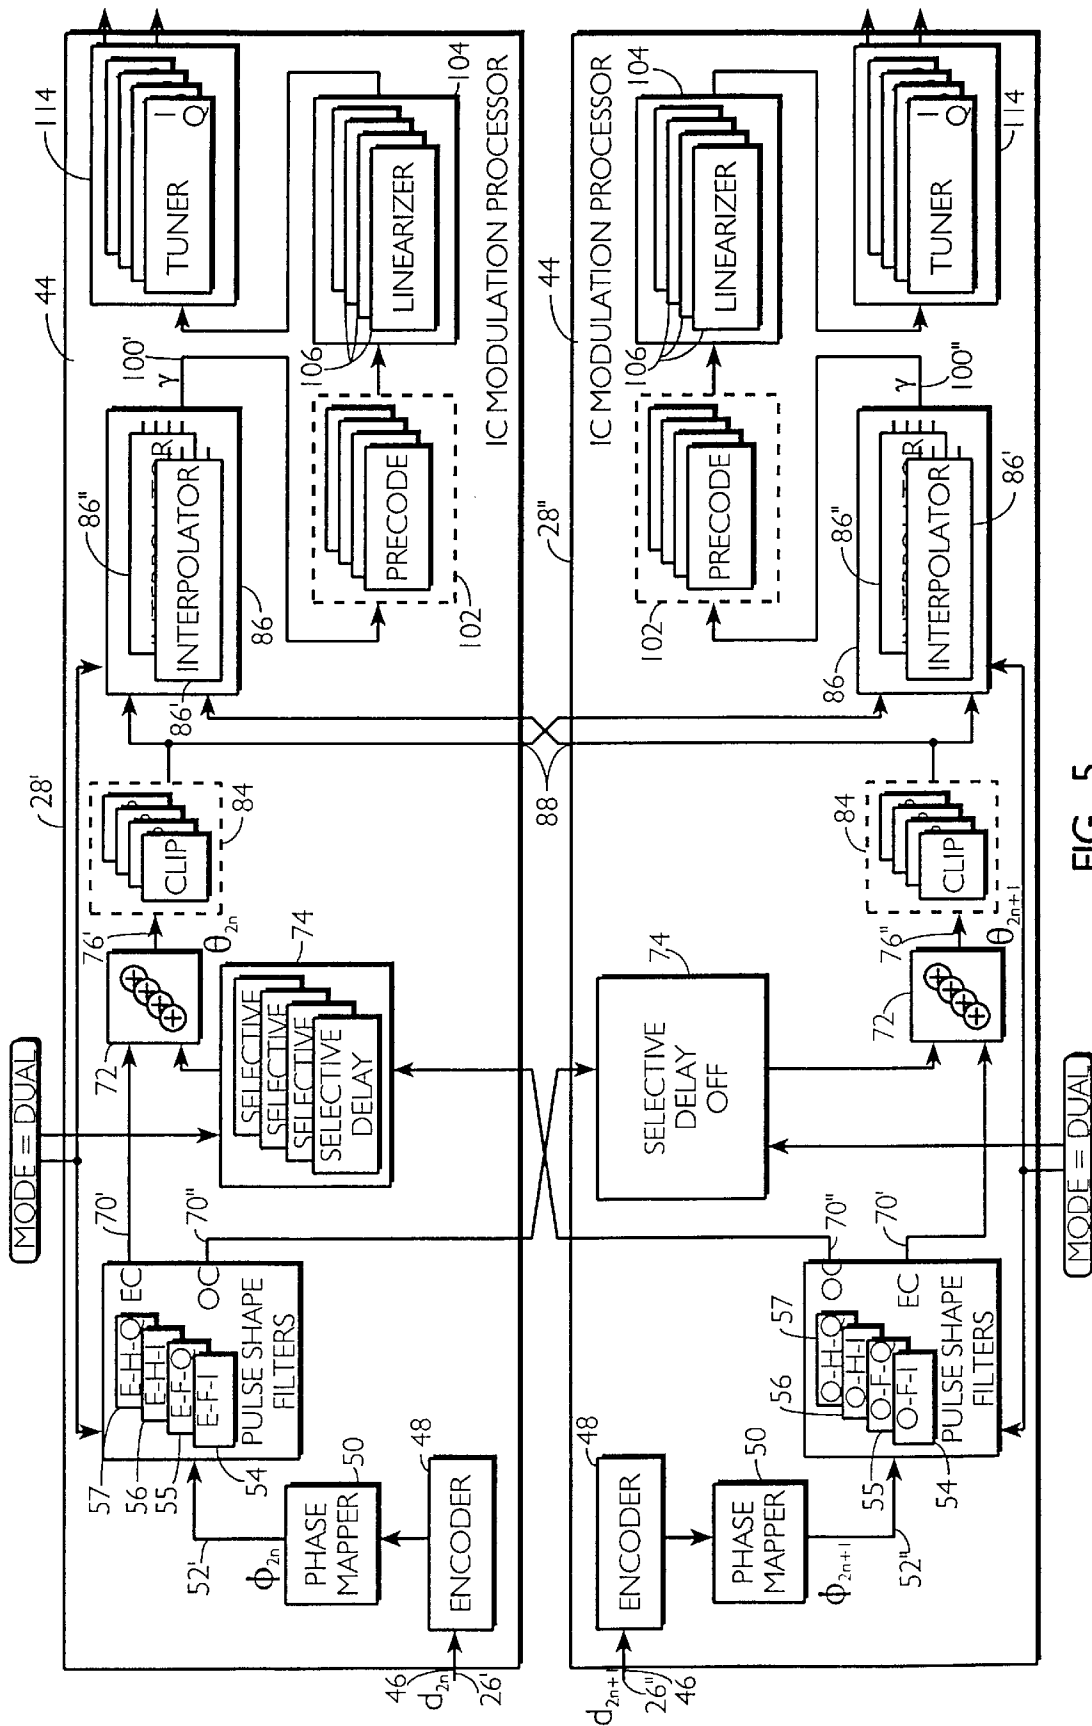 MODE = DUAL
28'
44
46
d2n
26'
ENCODER
48
PHASE
MAPPER
50
ϕ2n
52'
57
56
55
54
E-H-Q
E-H-I
E-F-Q
E-F-I
EC
OC
PULSE SHAPE
FILTERS
70'
70"
72
SELECTIVE
SELECTIVE
SELECTIVE
SELECTIVE
DELAY
74
76'
θ2n
CLIP
84
86'
86"
INTERPOLATOR
INTERPOLATOR
86
88
γ
100'
PRECODE
102
106
LINEARIZER
104
114
TUNER
I
Q
IC MODULATION PROCESSOR
28"
44
IC MODULATION PROCESSOR
d2n+1
26"
46
ENCODER
48
PHASE
MAPPER
50
ϕ2n+1
52"
56
57
55
54
O-H-Q
O-H-I
O-F-Q
O-F-I
OC
EC
PULSE SHAPE
FILTERS
70"
70'
SELECTIVE
DELAY
OFF
74
72
76"
θ2n+1
CLIP
84
86
86"
INTERPOLATOR
INTERPOLATOR
86'
γ
100"
102
PRECODE
106
LINEARIZER
104
TUNER
I
Q
114
MODE = DUAL
FIG. 5